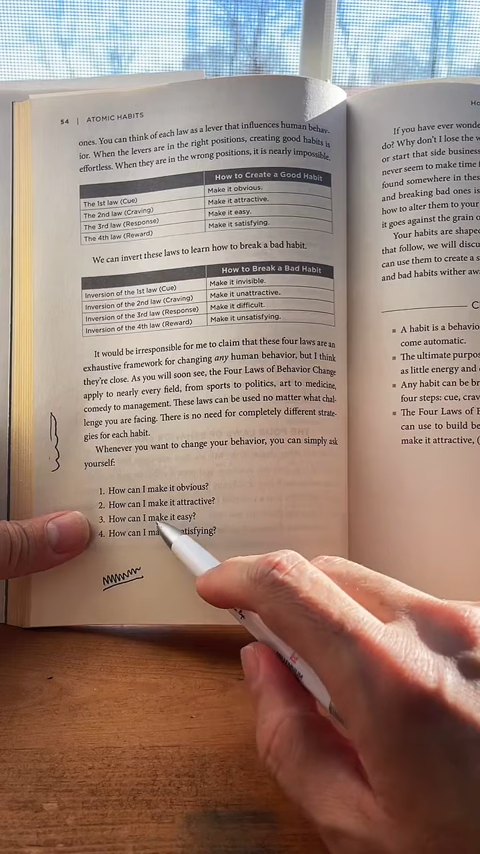 54 | ATOMIC HABITS
ones. You can think of each law as a lever that influences human behav-
ior. When the levers are in the right positions, creating good habits is
effortless. When they are in the wrong positions, it is nearly impossible.
How to Create a Good Habit
The 1st law (Cue) Make it obvious.
The 2nd law (Craving) Make it attractive.
The 3rd law (Response) Make it easy.
The 4th law (Reward) Make it satisfying.
We can invert these laws to learn how to break a bad habit.
How to Break a Bad Habit
Inversion of the 1st law (Cue) Make it invisible.
Inversion of the 2nd law (Craving) Make it unattractive.
Inversion of the 3rd law (Response) Make it difficult.
Inversion of the 4th law (Reward) Make it unsatisfying.
It would be irresponsible for me to claim that these four laws are an
exhaustive framework for changing any human behavior, but I think
they're close. As you will soon see, the Four Laws of Behavior Change
apply to nearly every field, from sports to politics, art to medicine,
comedy to management. These laws can be used no matter what chal-
lenge you are facing. There is no need for completely different strate-
gies for each habit.
Whenever you want to change your behavior, you can simply ask
yourself:
1. How can I make it obvious?
2. How can I make it attractive?
3. How can I make it easy?
4. How can I ma atisfying?
If you have ever wonde
do? Why don't I lose the w
or start side business
never seem to make time
found somewhere in thes
and breaking bad ones is
how to alter them to your
it goes against the grain o
Your habits are shape
that follow, we will discu
can use them to create a s
and bad habits wither aw
A habit is a behavio
come automatic.
The ultimate purpos
as little energy and
Any habit can be br
four steps: cue, crav
The Four Laws of B
can use to build be
make it attractive, (